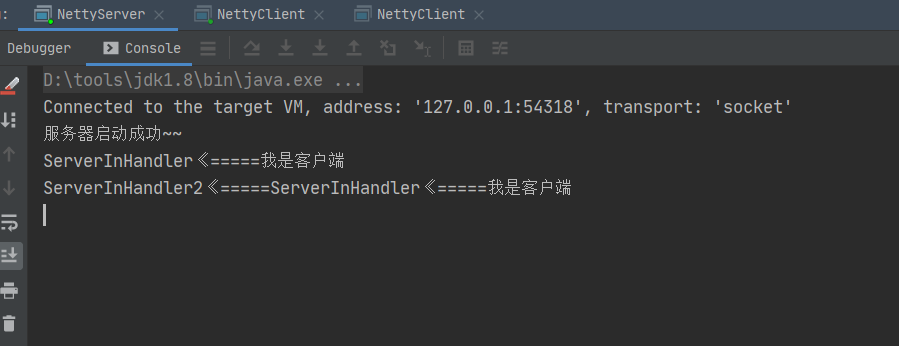 :
NettyServer NettyClient NettyClient
Debugger Console
D:\tools\jdk1.8\bin\java.exe ...
Connected to the target VM, address: '127.0.0.1:54318', transport: 'socket'
服务器启动成功~~
ServerInHandler《=====我是客户端
ServerInHandler2《=====ServerInHandler《=====我是客户端